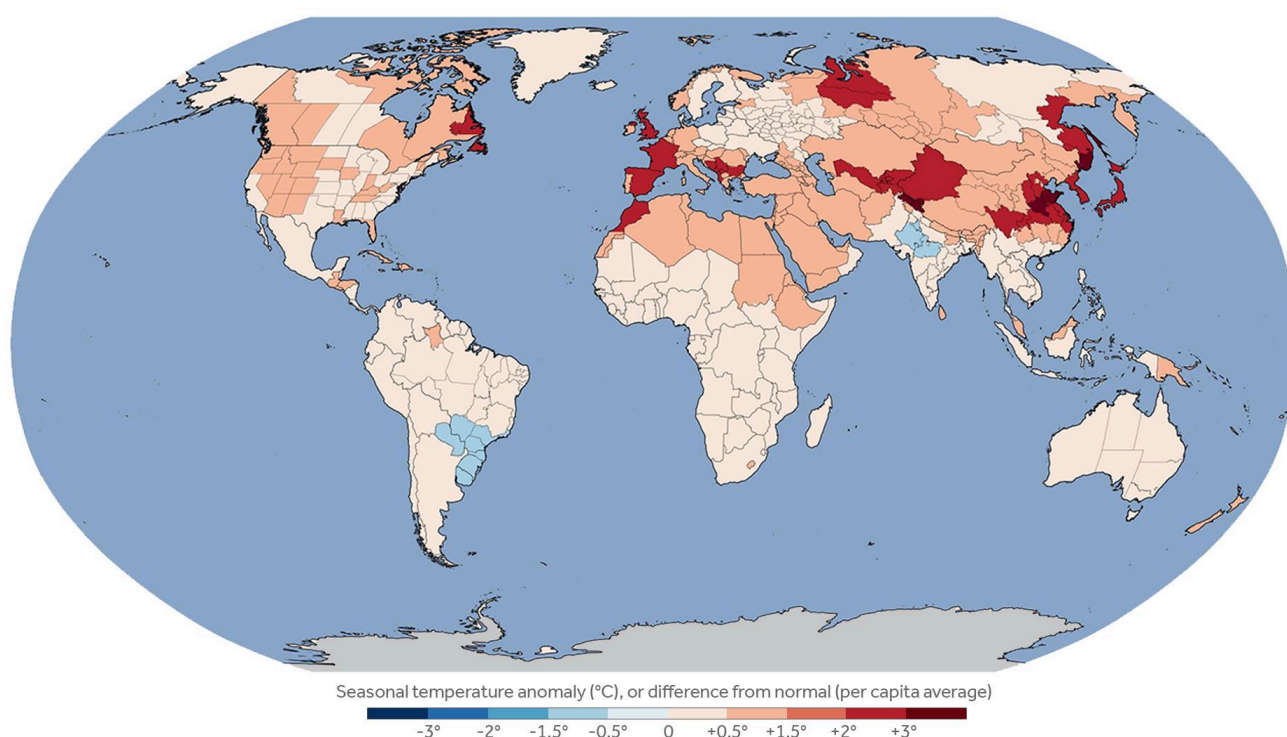 Seasonal temperature anomaly (°C), or difference from normal (per capita average)
-3° -2° -1.5° -0.5° 0 +0.5° +1.5° +2° +3°